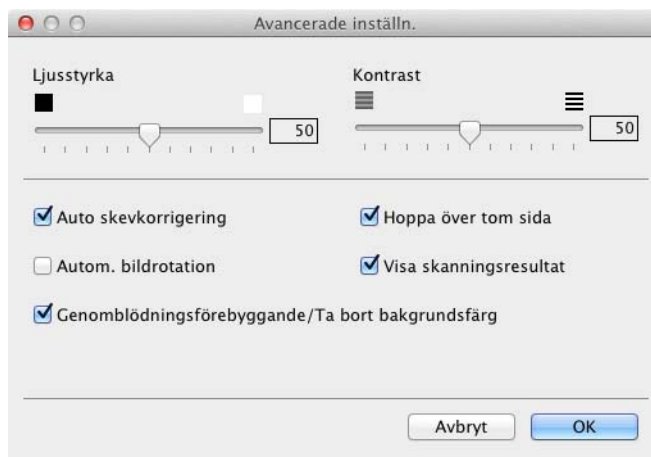 Avancerade inställn.
Ljusstyrka
Kontrast
50
50
Auto skevkorrigering
Hoppa över tom sida
Autom. bildrotation
Visa skanningsresultat
Genomblödningsförebyggande/Ta bort bakgrundsfärg
Avbryt
OK